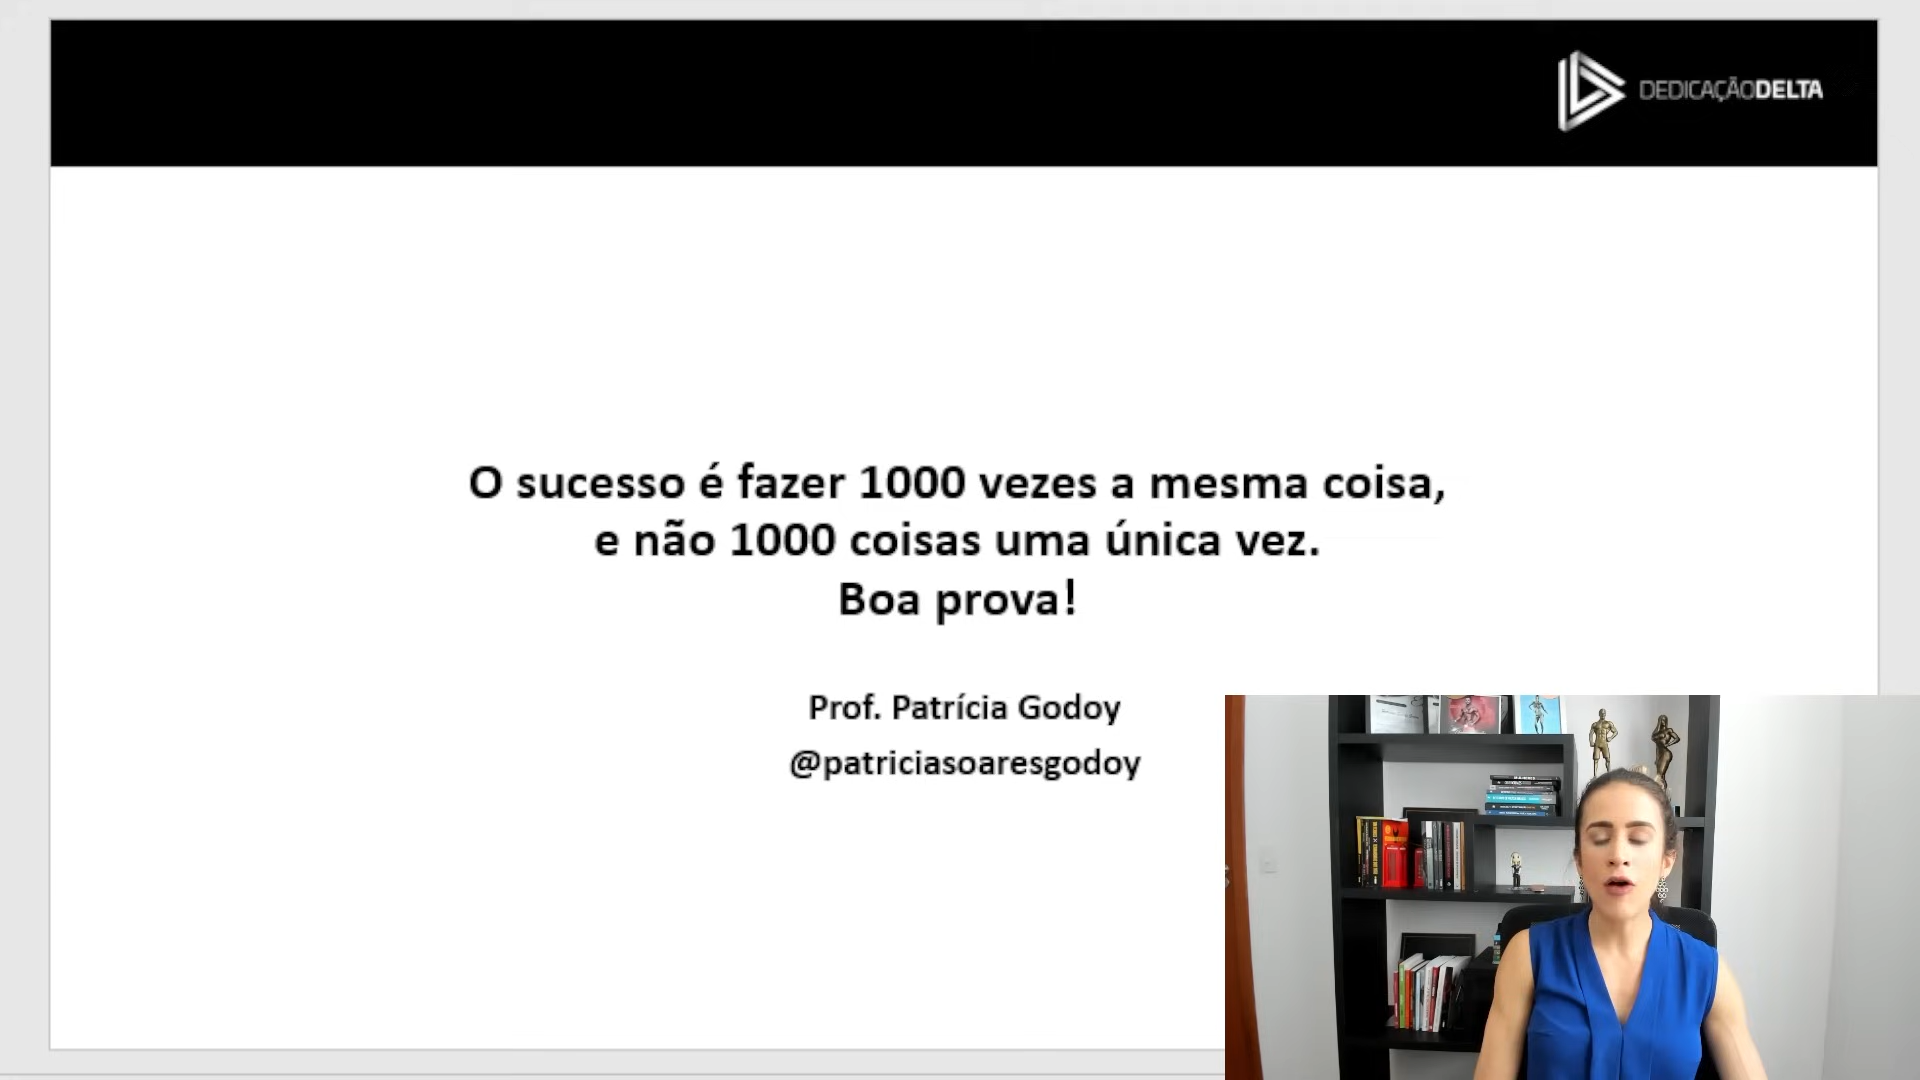 DEDICAÇÃODELTA
O sucesso é fazer 1000 vezes a mesma coisa,
e não 1000 coisas uma única vez.
Boa prova!
Prof. Patrícia Godoy
@patriciasoaresgodoy